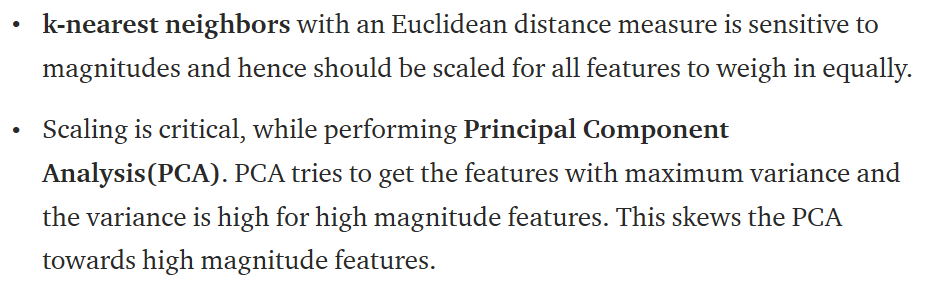 • k-nearest neighbors with an Euclidean distance measure is sensitive to
magnitudes and hence should be scaled for all features to weigh in equally.
• Scaling is critical, while performing Principal Component
Analysis(PCA). PCA tries to get the features with maximum variance and
the variance is high for high magnitude features. This skews the PCA
towards high magnitude features.